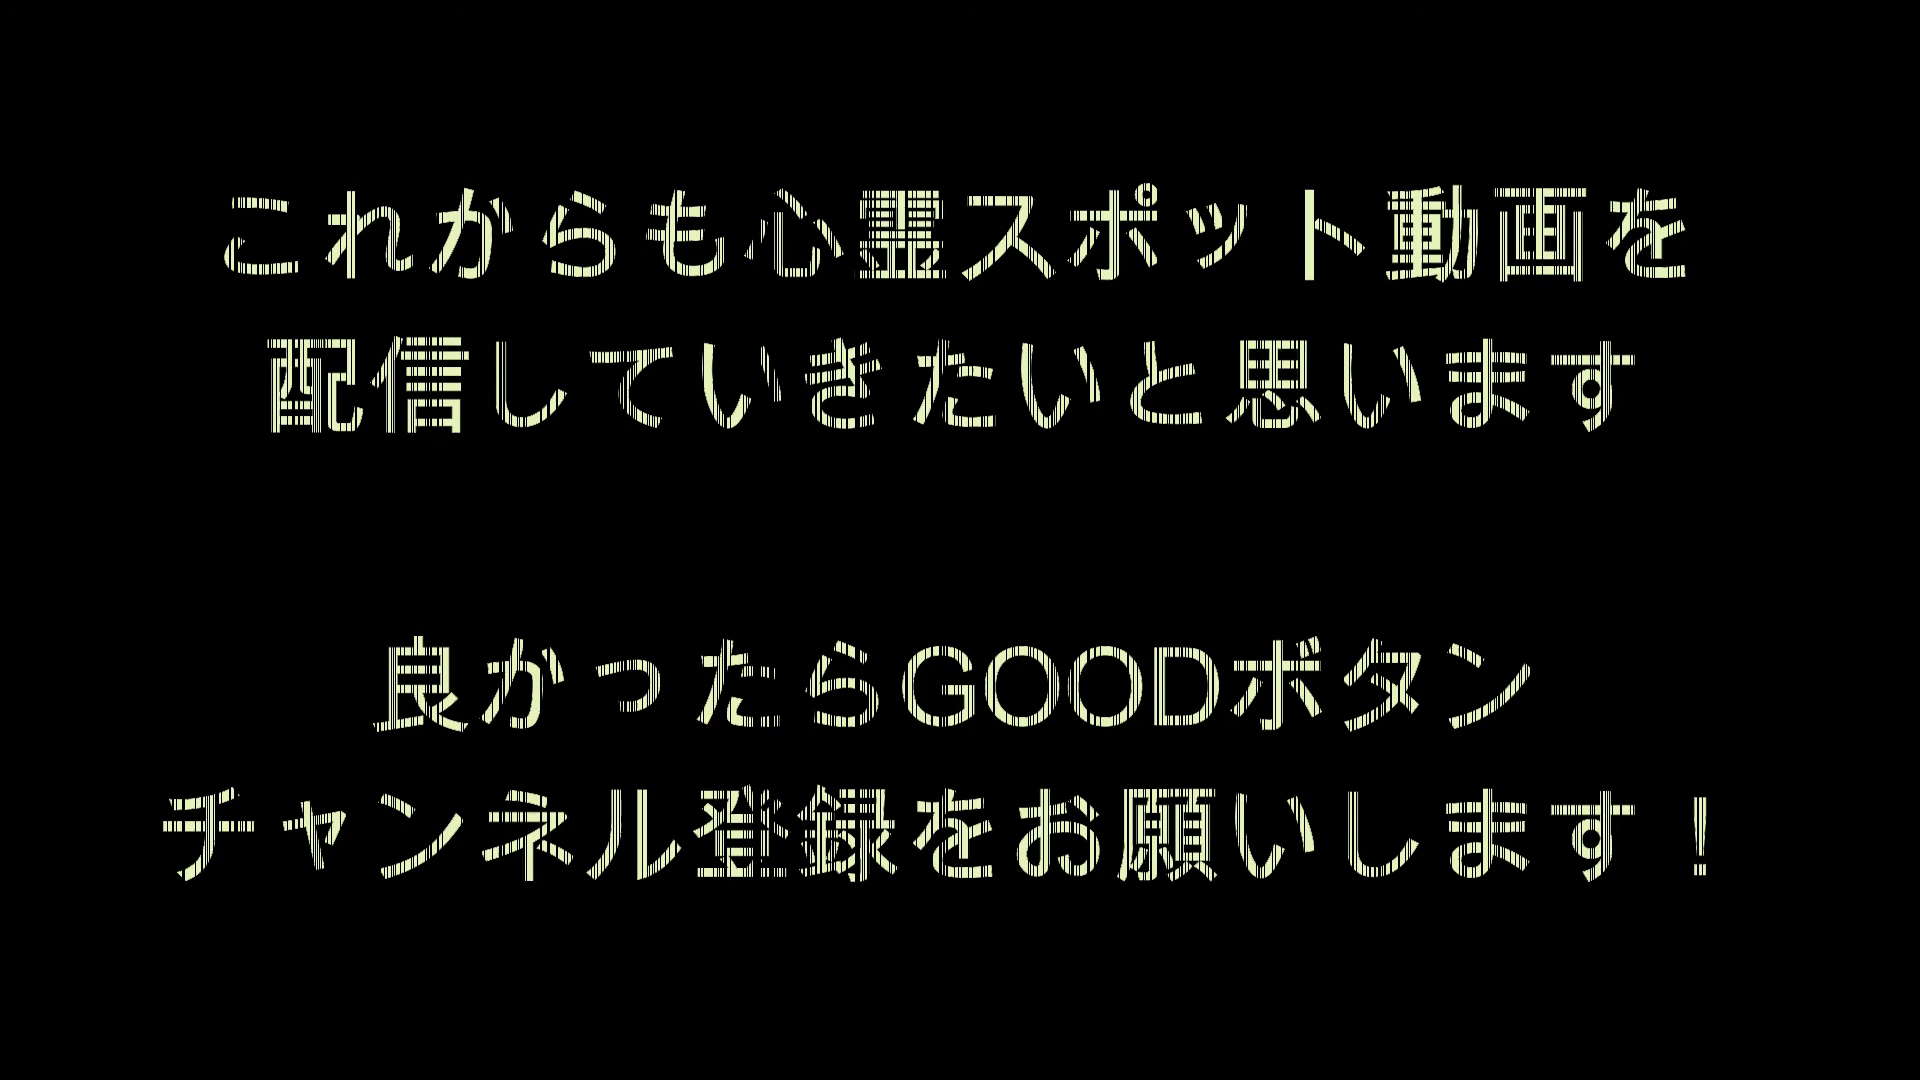 これからも心霊スポット動画を
配信していきたいと思います
良かったらGOODボタン
チャンネル登録をお願いします！